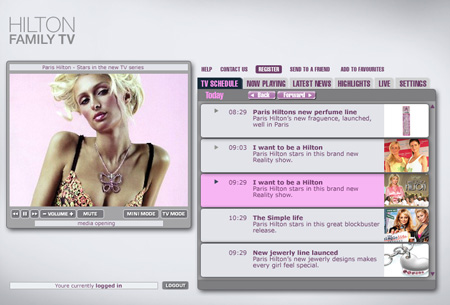 HILTON
FAMILY TV
Paris Hilton - Stars in the new TV series
HELP CONTACT US REGISTER SEND TO A FRIEND ADD TO FAVOURITES
TV SCHEDULE NOW PLAYING LATEST NEWS HIGHLIGHTS LIVE SETTINGS
Today Back Forward
08:29 Paris Hiltons new perfume line
Paris Hilton's new fraguence, launched,
well in Paris
09:03 I want to be a Hilton
Paris Hilton stars in this brand new
Reality show.
09:29 I want to be a Hilton
Paris Hilton stars in this brand new
Reality show.
10:29 The Simple life
Paris Hilton stars in this great blockbuster
release.
08:29 New jewerly line launced
Paris Hilton's new jewerly designs makes
every girl feel special.
- VOLUME + MUTE MINI MODE TV MODE
media opening
Youre currently logged in LOGOUT